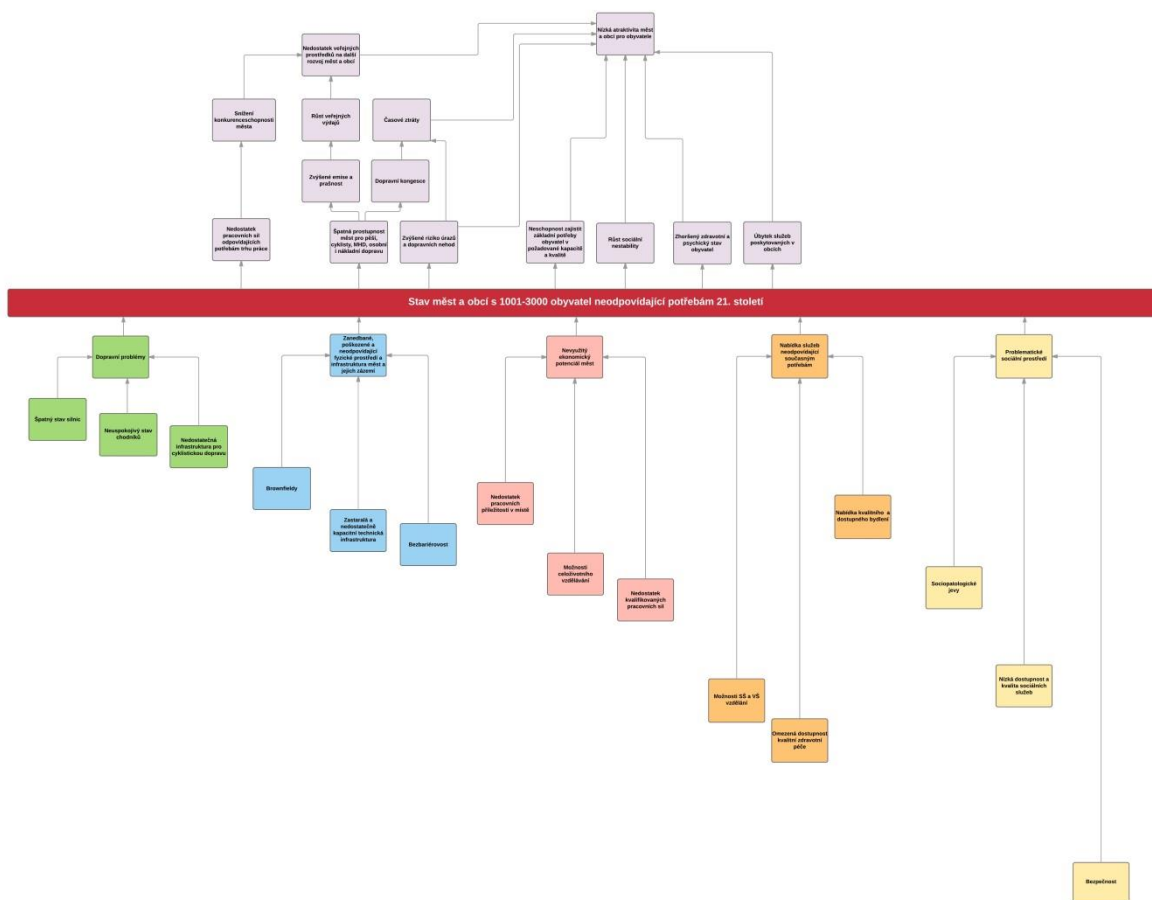 Nízká atraktivita měst
a obcí pro obyvatele
Nedostatek veřejných
prostředků na další
rozvoj měst a obcí
Snížení
konkurenceschopnosti
města
Růst veřejných
výdajů
Časové ztráty
Zvýšené emise a
prašnost
Dopravní kongesce
Nedostatek
pracovních sil
odpovídajících
potřebám trhu práce
Špatná prostupnost
měst pro pěší,
cyklisty, MHD, osobní
i nákladní dopravu
Zvýšené riziko úrazů
a dopravních nehod
Neschopnost zajistit
základní potřeby
obyvatel v
požadované kapacitě
a kvalitě
Růst sociální
nestability
Zhoršený zdravotní a
psychický stav
obyvatel
Úbytek služeb
poskytovaných v
obcích
Stav měst a obcí s 1001-3000 obyvatel neodpovídající potřebám 21. století
Dopravní problémy
Zanedbané,
poškozené a
neodpovídající
fyzické prostředí a
infrastruktura měst a
jejich zázemí
Nevyužitý
ekonomický
potenciál měst
Nabídka služeb
neodpovídající
současným
potřebám
Problematické
sociální prostředí
Špatný stav silnic
Neuspokojivý stav
chodníků
Nedostatečná
infrastruktura pro
cyklistickou dopravu
Brownfieldy
Zastaralá a
nedostatečně
kapacitní technická
infrastruktura
Bezbariérovost
Nedostatek
pracovních
příležitostí v místě
Možnosti
celoživotního
vzdělávání
Nedostatek
kvalifikovaných
pracovních sil
Nabídka kvalitního a
dostupného bydlení
Možnosti SŠ a VŠ
vzdělání
Omezená dostupnost
kvalitní zdravotní
péče
Sociopatologické
jevy
Nízká dostupnost a
kvalita sociálních
služeb
Bezpečnost